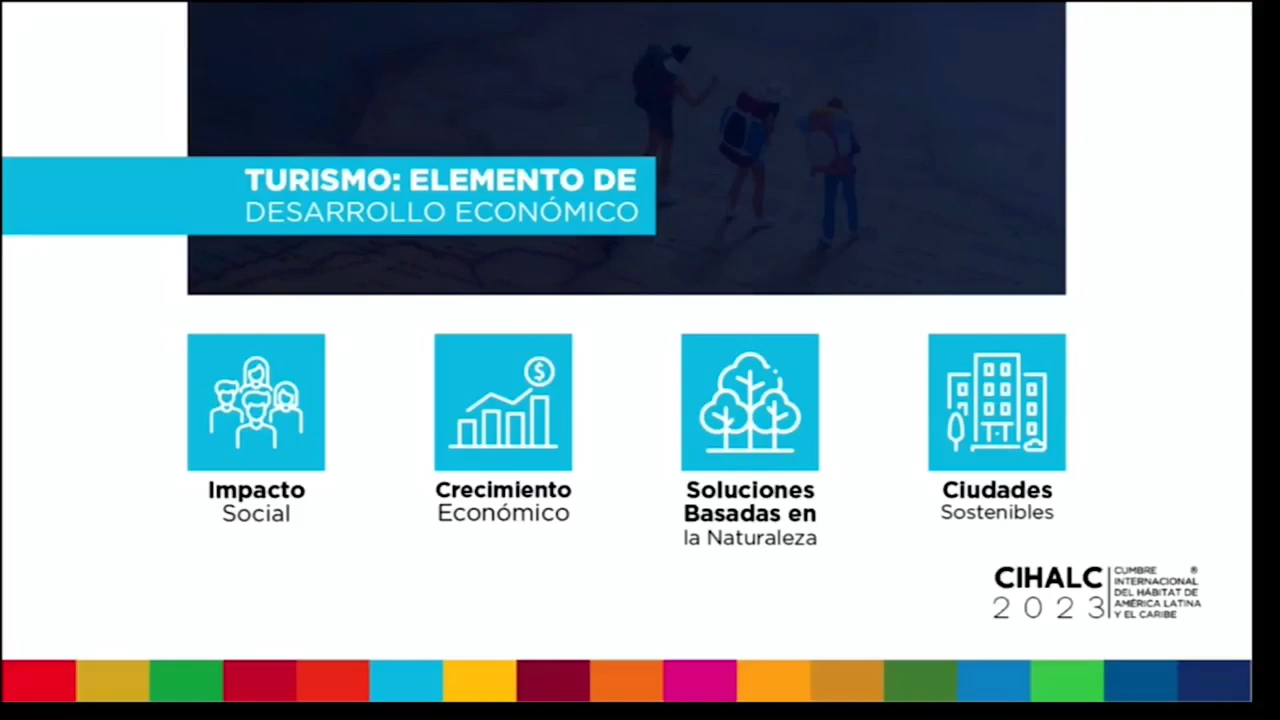 TURISMO: ELEMENTO DE
DESARROLLO ECONÓMICO
$
Impacto
Social
Crecimiento
Económico
Soluciones
Basadas en
la Naturaleza
Ciudades
Sostenibles
CIHALC
2023
CUMBRE ®
INTERNACIONAL
DEL HÁBITAT DE
AMÉRICA LATINA
Y EL CARIBE